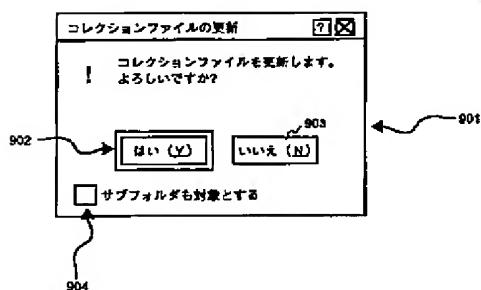 コレクションファイルの更新 ?
! コレクションファイルを更新します。
よろしいですか?
903
901
902
はい (Y) いいえ (N)
サブフォルダも対象とする
904